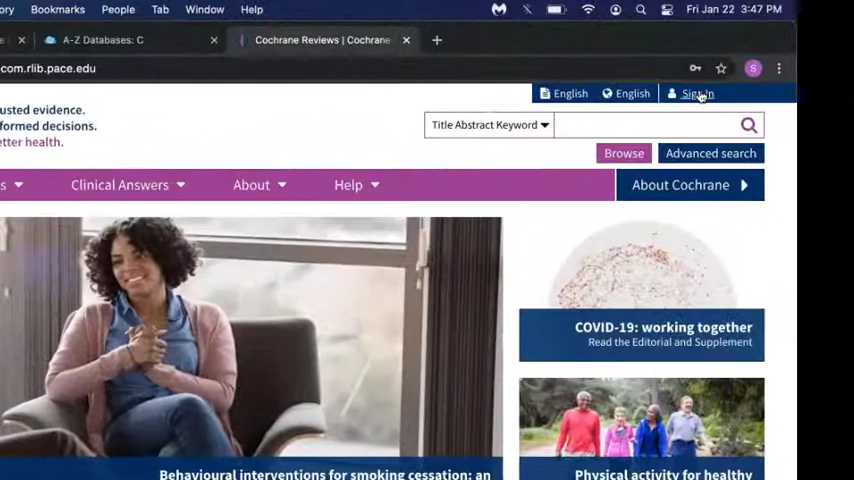 ory Bookmarks People Tab Window Help Fri Jan 22 3:47 PM
e A-Z Databases: C Cochrane Reviews | Cochrane
com.rlib.pace.edu S
English English Sign In
usted evidence.
formed decisions.
etter health.
Title Abstract Keyword
Browse Advanced search
s Clinical Answers About Help About Cochrane
COVID-19: working together
Read the Editorial and Supplement
Behavioural interventions for smoking cessation: an
Physical activity for healthy